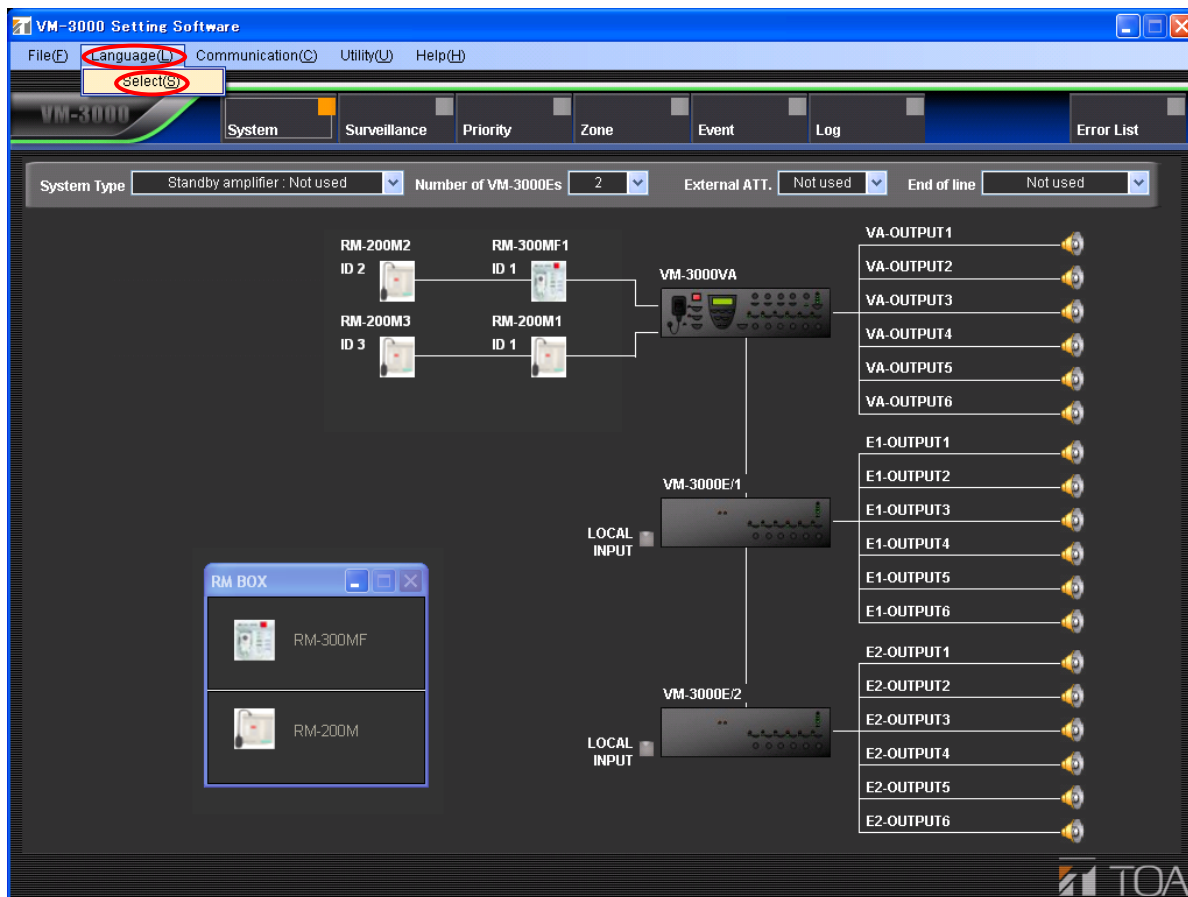 VM-3000 Setting Software
File(F) Language(L) Communication(C) Utility(U) Help(H)
Select(S)
VM-3000
System Surveillance Priority Zone Event Log Error List
System Type Standby amplifier : Not used Number of VM-3000Es 2 External ATT. Not used End of line Not used
RM-200M2 RM-300MF1
ID 2 ID 1
RM-200M3 RM-200M1
ID 3 ID 1
VM-3000VA
VA-OUTPUT1
VA-OUTPUT2
VA-OUTPUT3
VA-OUTPUT4
VA-OUTPUT5
VA-OUTPUT6
VM-3000E/1
LOCAL
INPUT
E1-OUTPUT1
E1-OUTPUT2
E1-OUTPUT3
E1-OUTPUT4
E1-OUTPUT5
E1-OUTPUT6
RM BOX
RM-300MF
RM-200M
VM-3000E/2
LOCAL
INPUT
E2-OUTPUT1
E2-OUTPUT2
E2-OUTPUT3
E2-OUTPUT4
E2-OUTPUT5
E2-OUTPUT6
TOA